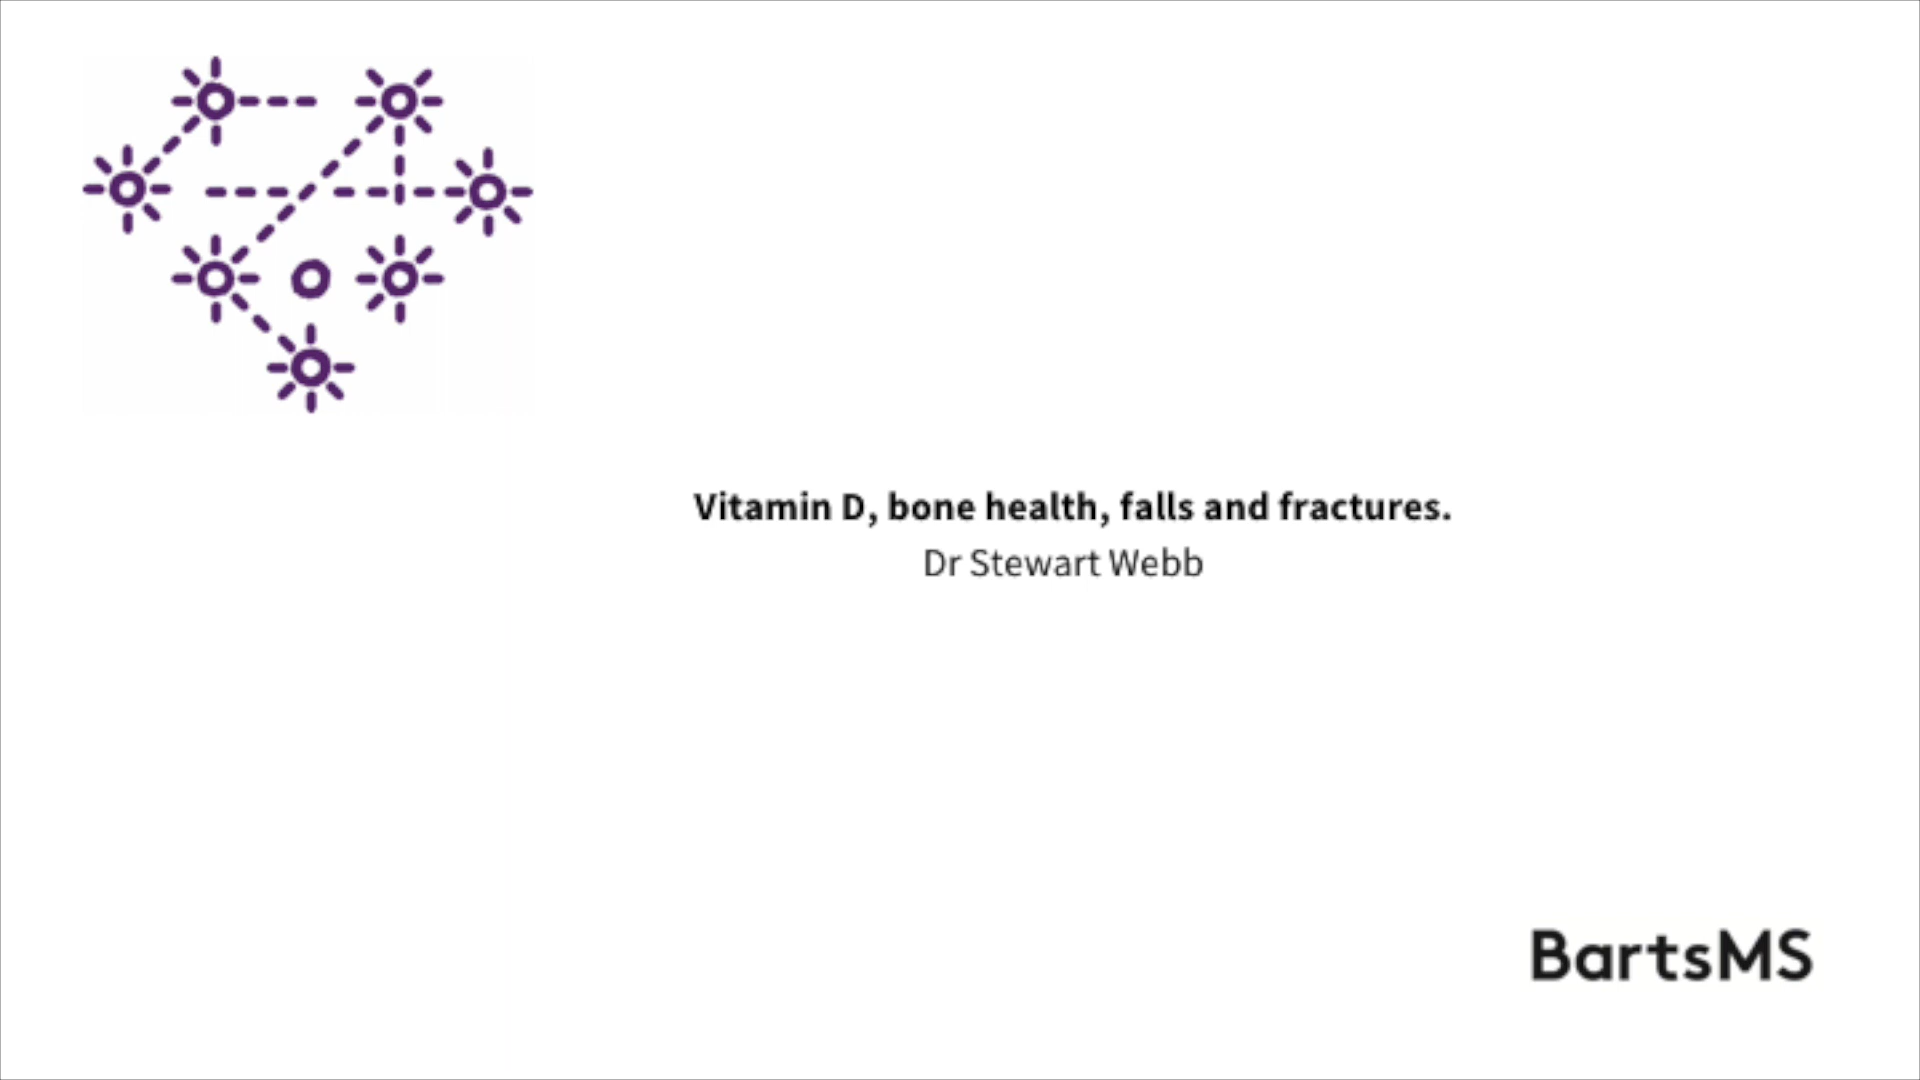 Vitamin D, bone health, falls and fractures.
Dr Stewart Webb
BartsMS